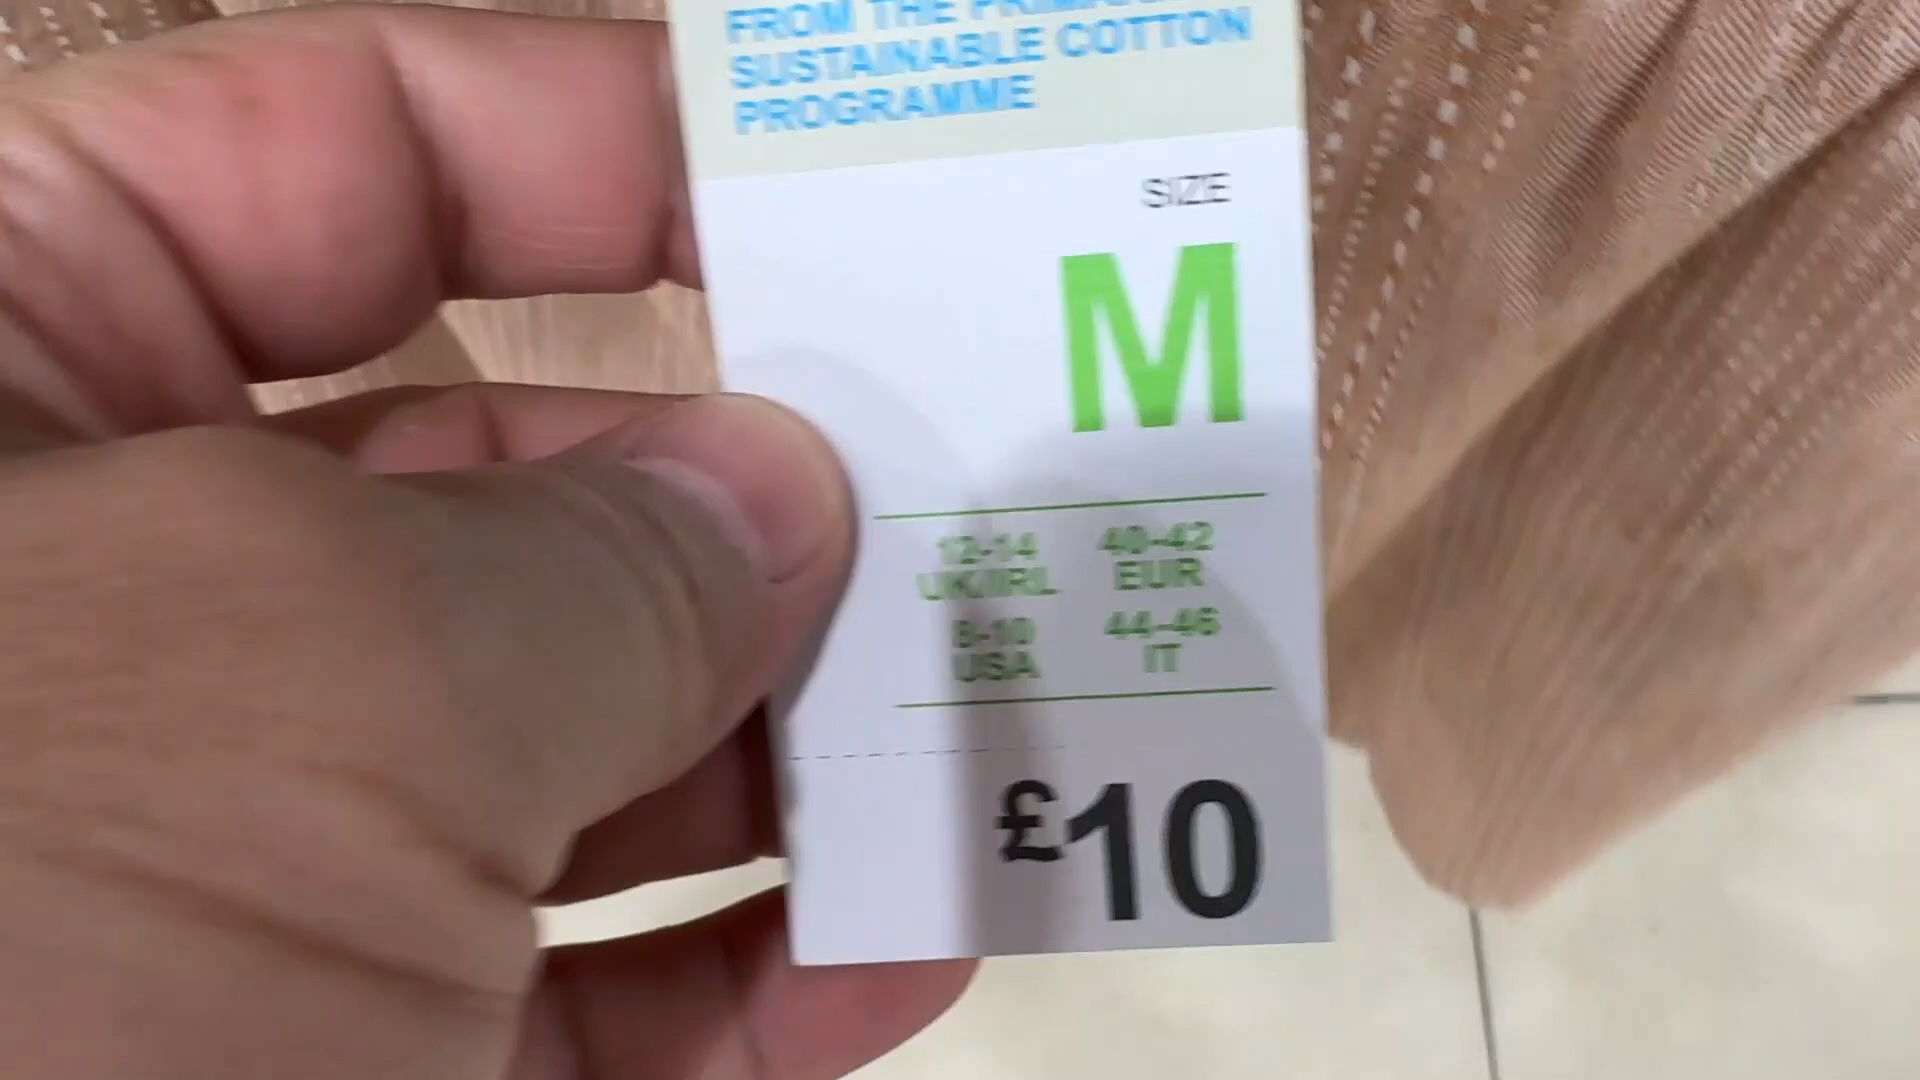 FROM THE
SUSTAINABLE COTTON
PROGRAMME
SIZE
M
12-14
UK/IRL
40-42
EUR
8-10
USA
44-46
IT
£10